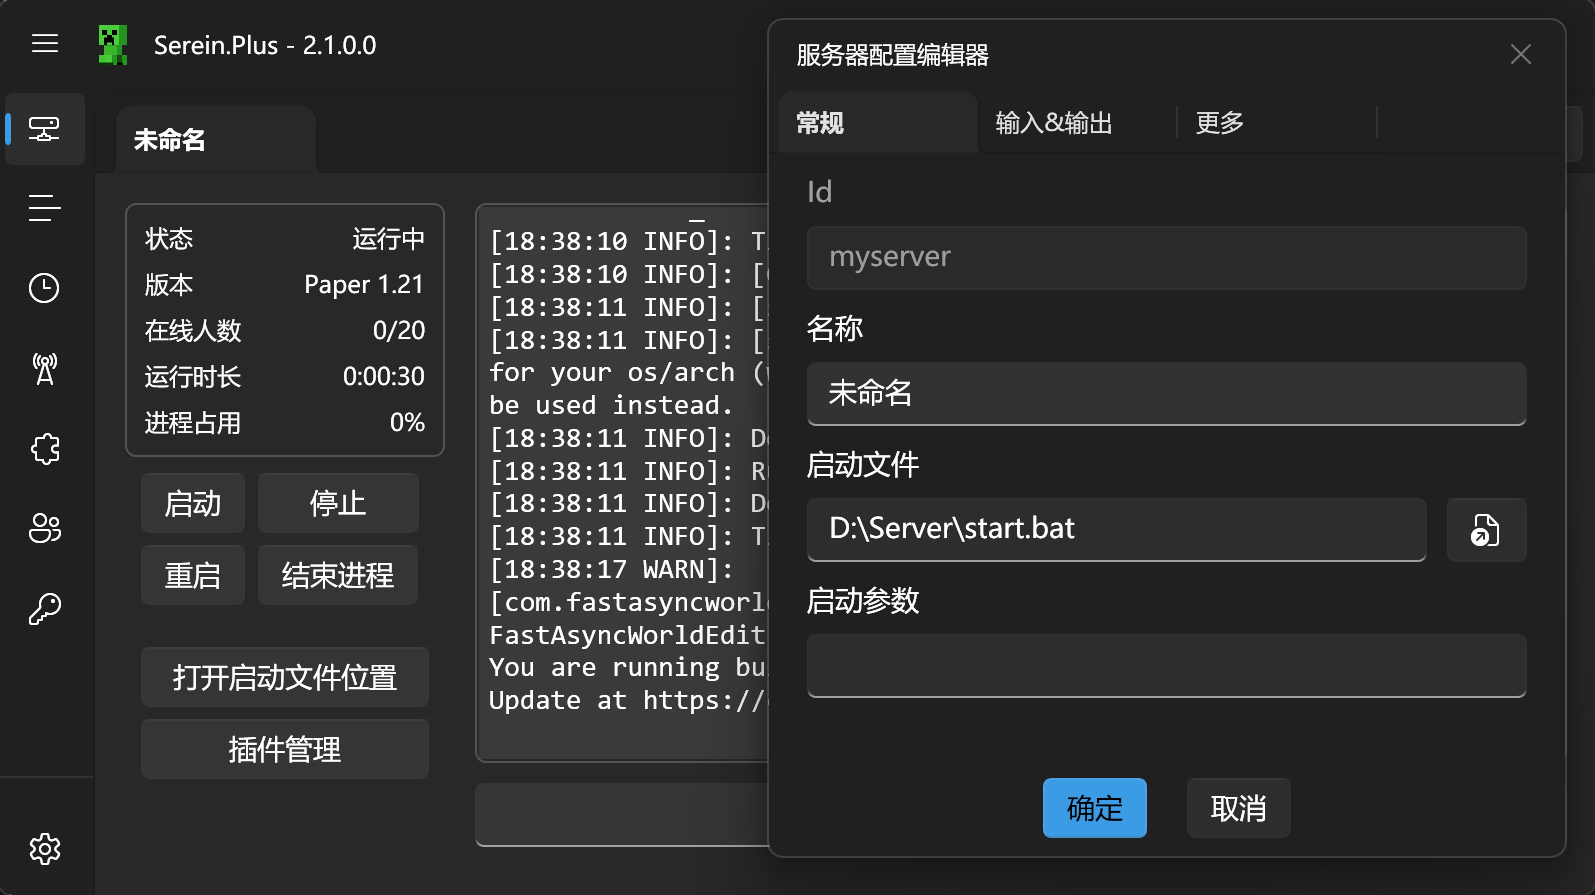 Serein.Plus - 2.1.0.0
未命名
状态 运行中
版本 Paper 1.21
在线人数 0/20
运行时长 0:00:30
进程占用 0%
启动 停止
重启 结束进程
打开启动文件位置
插件管理
[18:38:10 INFO]: T
[18:38:10 INFO]: [
[18:38:11 INFO]: [
[18:38:11 INFO]: [
for your os/arch (
be used instead.
[18:38:11 INFO]: D
[18:38:11 INFO]: R
[18:38:11 INFO]: D
[18:38:11 INFO]: T
[18:38:17 WARN]:
[com.fastasyncworl
FastAsyncWorldEdit
You are running bu
Update at https://
服务器配置编辑器
常规 输入&输出 更多
Id
myserver
名称
未命名
启动文件
D:\Server\start.bat
启动参数
确定 取消